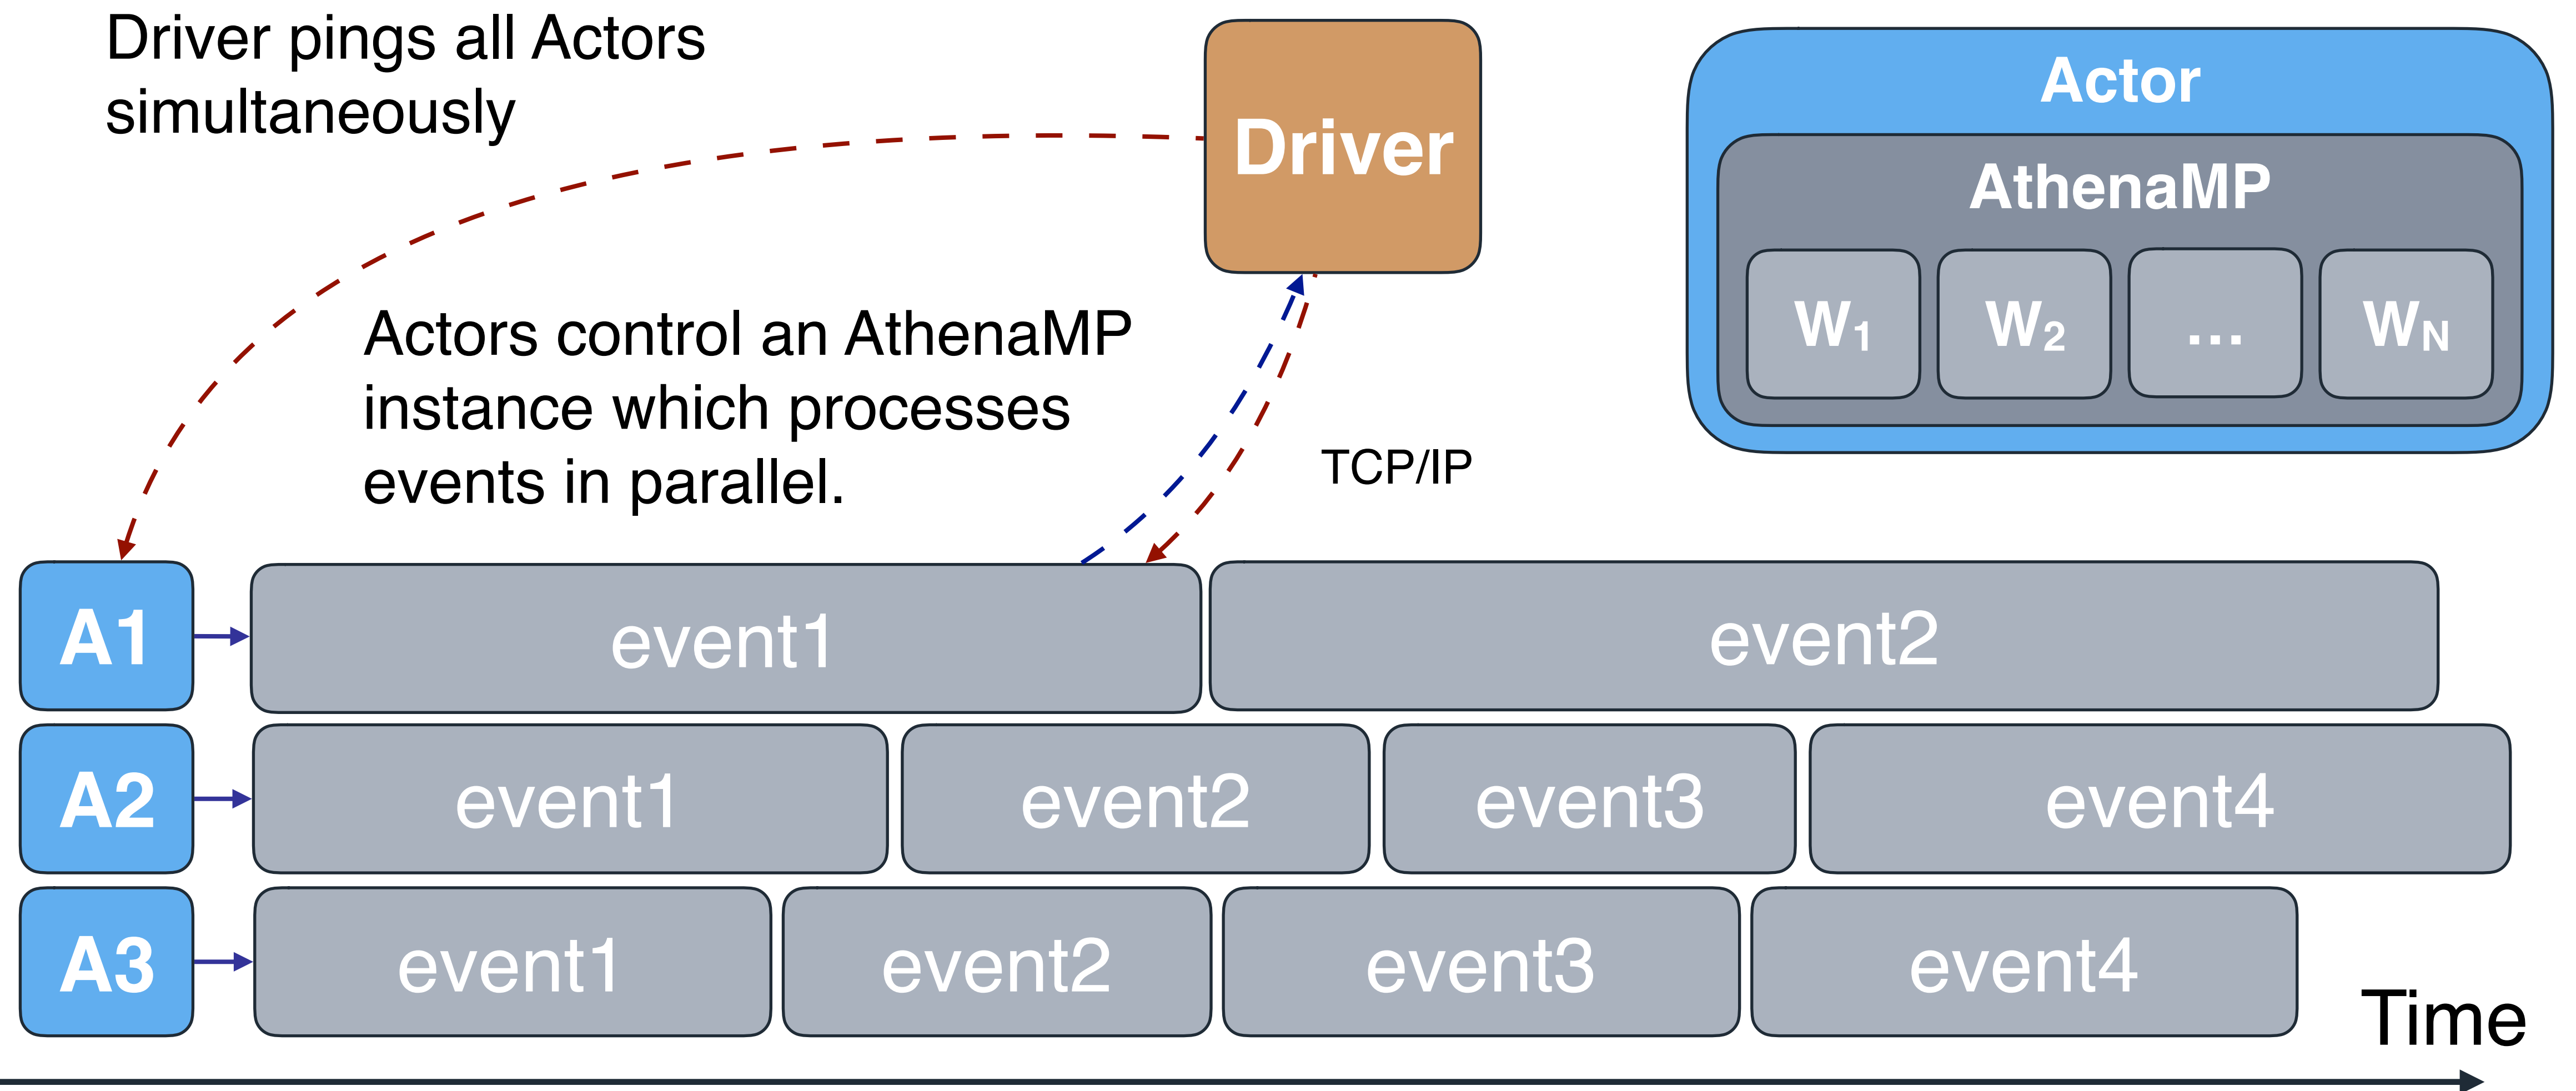 Driver pings all Actors
simultaneously
Driver
Actor
AthenaMP
W1 W2 ... WN
Actors control an AthenaMP
instance which processes
events in parallel.
TCP/IP
A1 event1 event2
A2 event1 event2 event3 event4
A3 event1 event2 event3 event4
Time